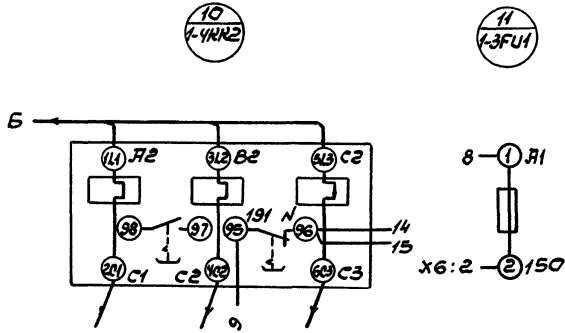 10
1-4KK2
11
1-3FU1
Б
1L1 A2 3L2 B2 5L3 C2
98 97 95 191 N 96
14
15
2C1 C1 C2 4C2 6C3 C3
9
8 1 A1
X6:2 2 150